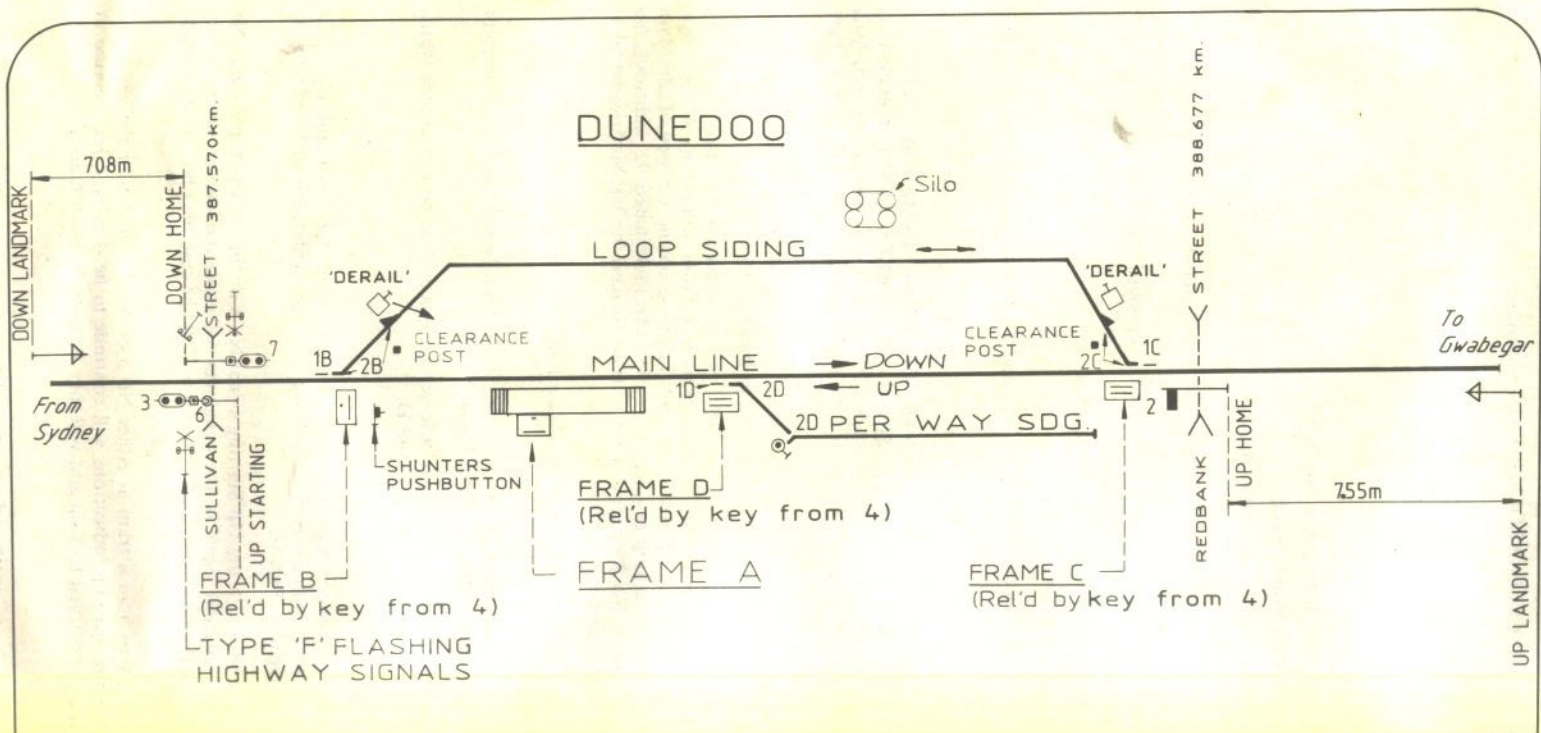 DUNEDOO
Silo
LOOP SIDING
708m
DOWN LANDMARK
DOWN HOME
STREET 387.570km.
'DERAIL'
'DERAIL'
STREET 388.677 km.
CLEARANCE
POST
CLEARANCE
POST
To
Gwabegar
7
1B
2B
MAIN LINE
DOWN
UP
1D
2D
2C
1C
From
Sydney
3
6
2
2D PER WAY SDG.
SULLIVAN
UP STARTING
SHUNTERS
PUSHBUTTON
REDBANK
UP HOME
755m
UP LANDMARK
FRAME B
(Rel'd by key from 4)
FRAME D
(Rel'd by key from 4)
FRAME A
FRAME C
(Rel'd by key from 4)
TYPE 'F' FLASHING
HIGHWAY SIGNALS